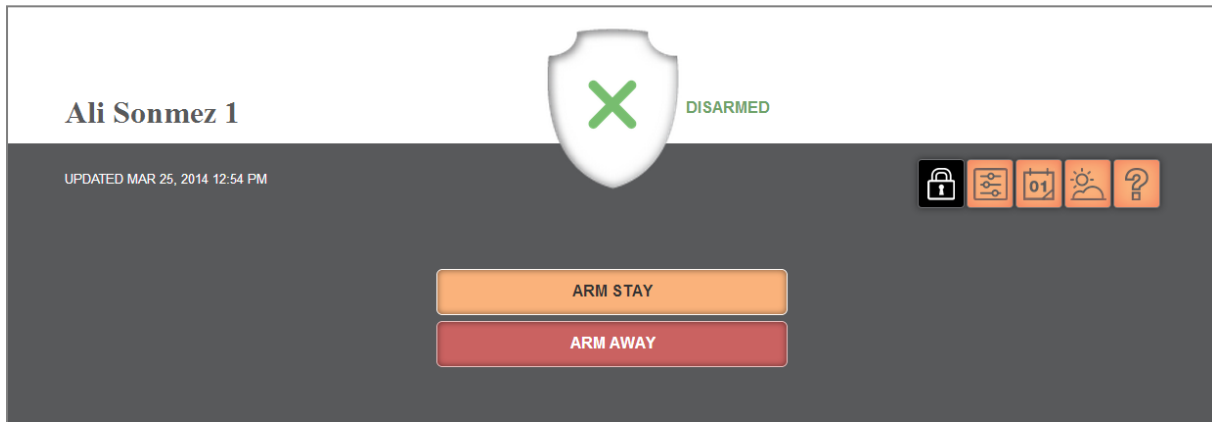 Ali Sonmez 1
DISARMED
UPDATED MAR 25, 2014 12:54 PM
01
ARM STAY
ARM AWAY